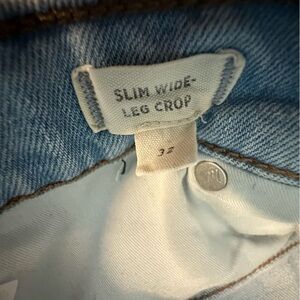 SLIM WIDE-
LEG CROP
32